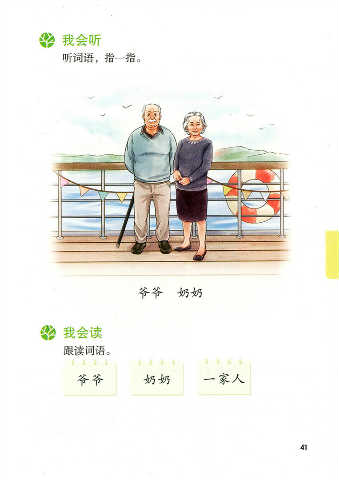 我会听
听词语，指一指。
爷爷 奶奶
我会读
跟读词语。
爷爷 奶奶 一家人
41